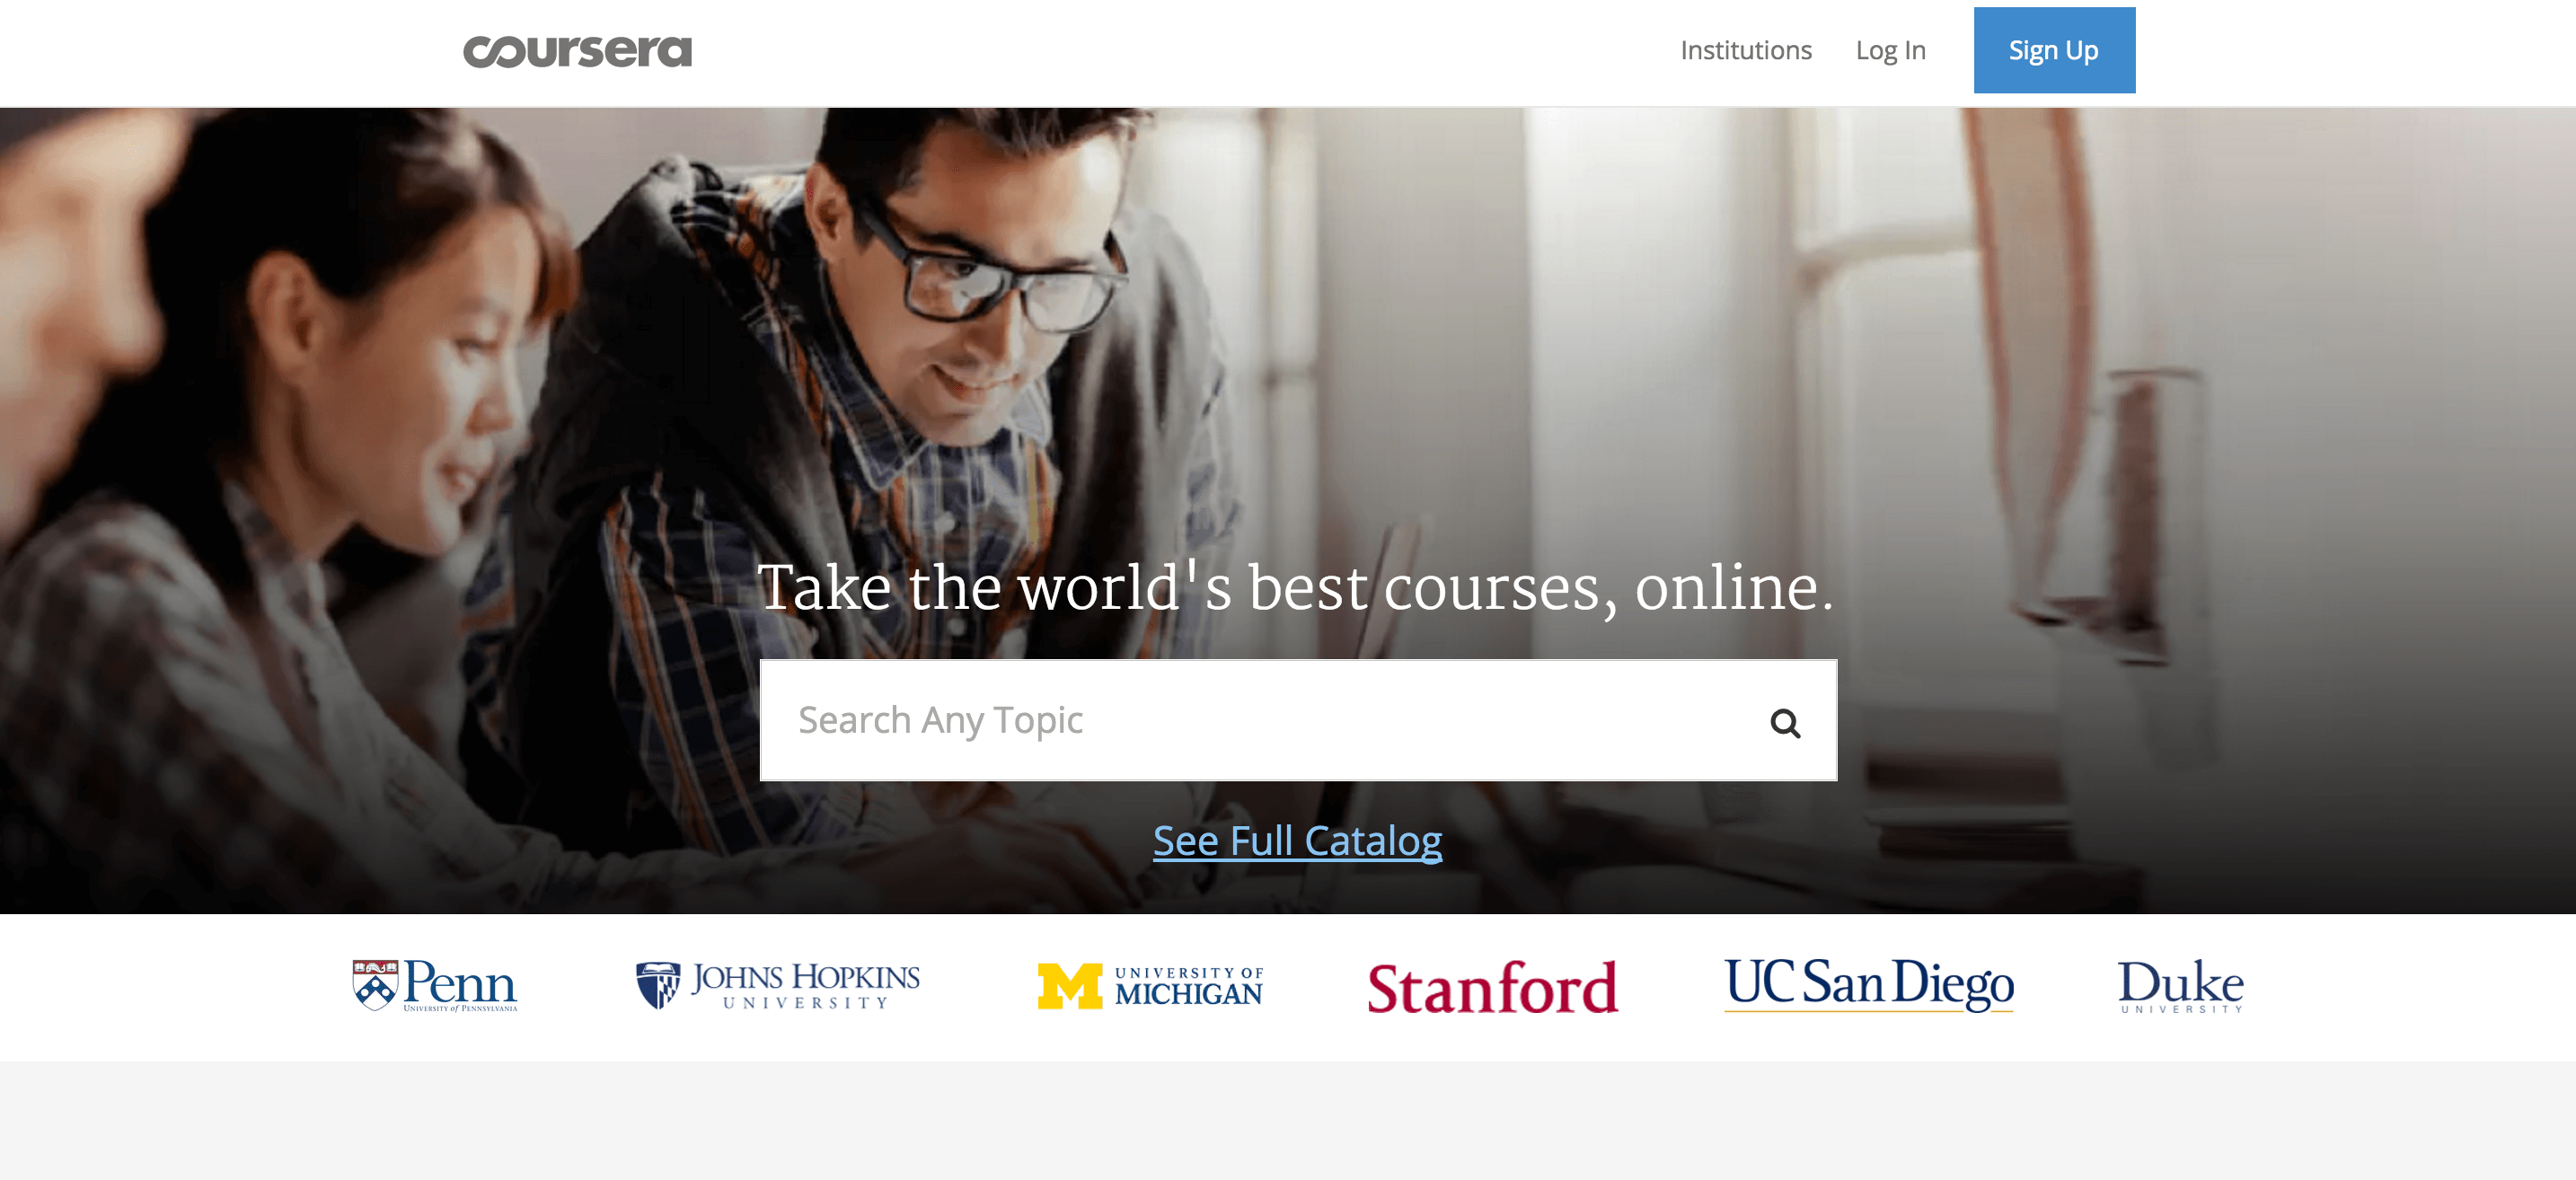 coursera
Institutions
Log In
Sign Up
Take the world's best courses, online.
Search Any Topic
See Full Catalog
Penn
UNIVERSITY of PENNSYLVANIA
JOHNS HOPKINS
UNIVERSITY
UNIVERSITY OF
MICHIGAN
Stanford
UC San Diego
Duke
UNIVERSITY